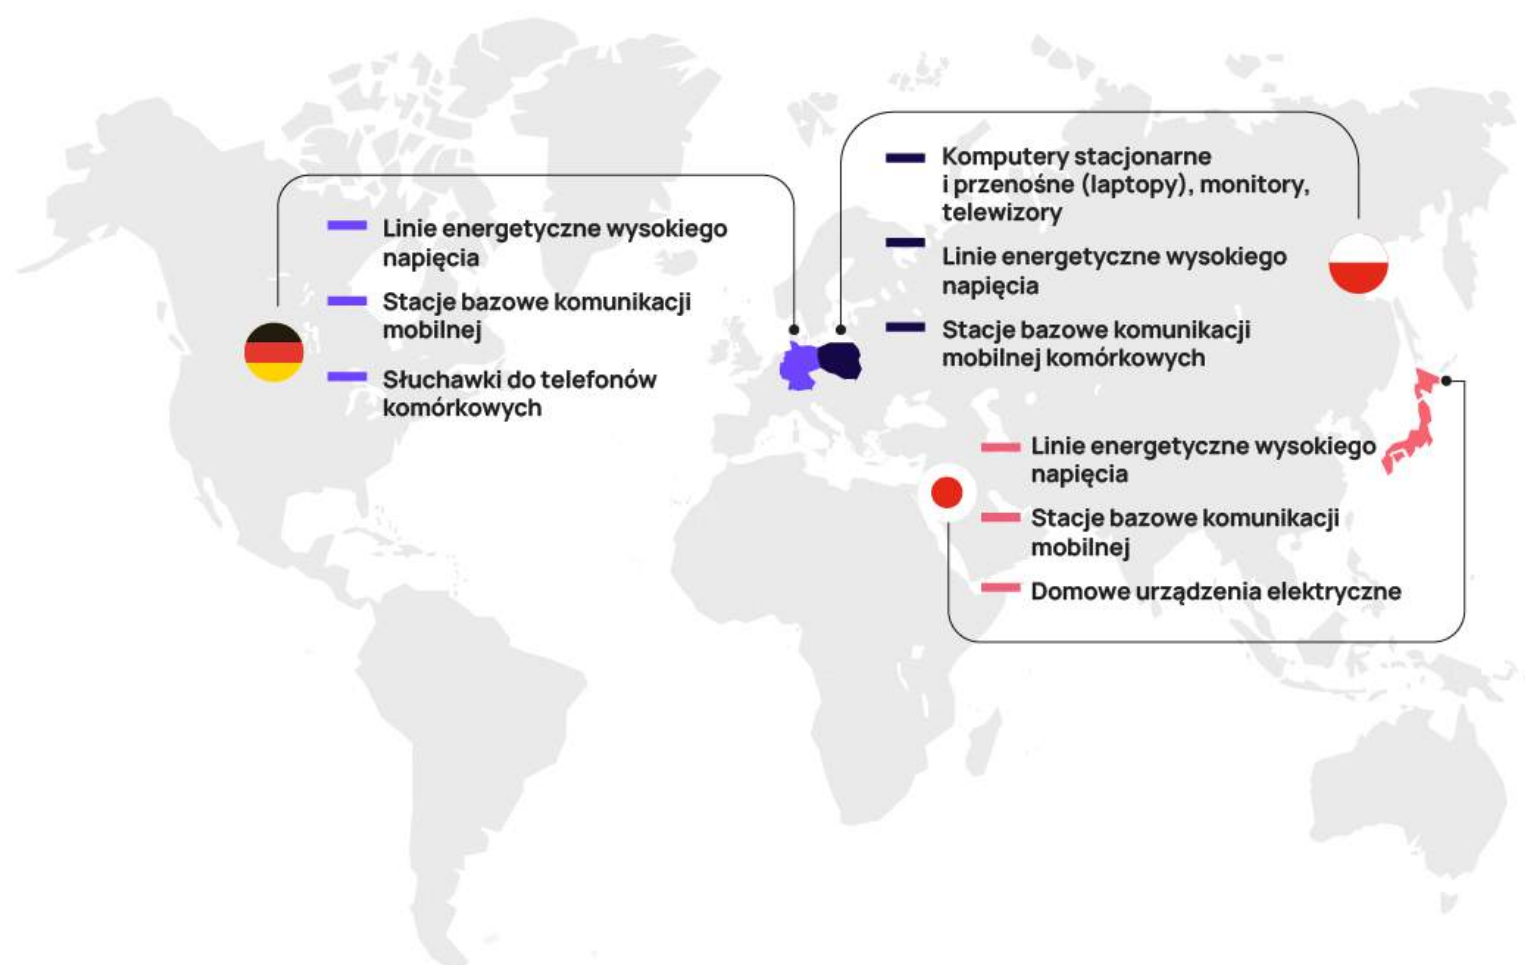 Linie energetyczne wysokiego
napięcia
Stacje bazowe komunikacji
mobilnej
Słuchawki do telefonów
komórkowych
Komputery stacjonarne
i przenośne (laptopy), monitory,
telewizory
Linie energetyczne wysokiego
napięcia
Stacje bazowe komunikacji
mobilnej komórkowych
Linie energetyczne wysokiego
napięcia
Stacje bazowe komunikacji
mobilnej
Domowe urządzenia elektryczne